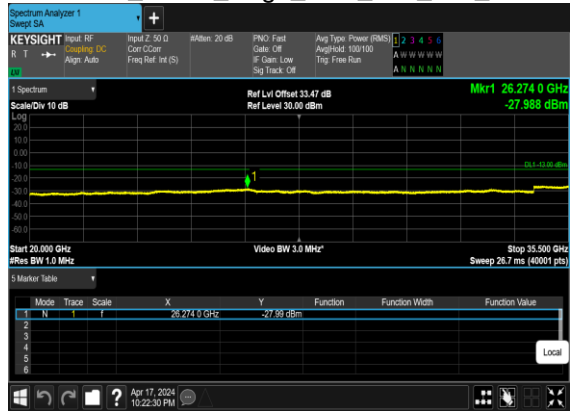 Spectrum Analyzer 1
Swept SA
+
KEYSIGHT
R T
LV
Input: RF
Coupling: DC
Align: Auto
Input Z: 50 Ω
Corr CCorr
Freq Ref: Int (S)
#Atten: 20 dB
PNO: Fast
Gate: Off
IF Gain: Low
Sig Track: Off
Avg Type: Power (RMS)
Avg|Hold: 100/100
Trig: Free Run
1 2 3 4 5 6
A W W W W W
A N N N N N
1 Spectrum
Scale/Div 10 dB
Ref Lvl Offset 33.47 dB
Ref Level 30.00 dBm
Mkr1 26.274 0 GHz
-27.988 dBm
Log
20.0
10.0
0.00
-10.0
-20.0
-30.0
-40.0
-50.0
-60.0
1
DL1 -13.00 dBm
Start 20.000 GHz
#Res BW 1.0 MHz
Video BW 3.0 MHz*
Stop 35.500 GHz
Sweep 26.7 ms (40001 pts)
5 Marker Table
Mode Trace Scale X Y Function Function Width Function Value
1 N 1 f 26.274 0 GHz -27.99 dBm
2
3
4
5
6
Local
?
Apr 17, 2024
10:22:30 PM